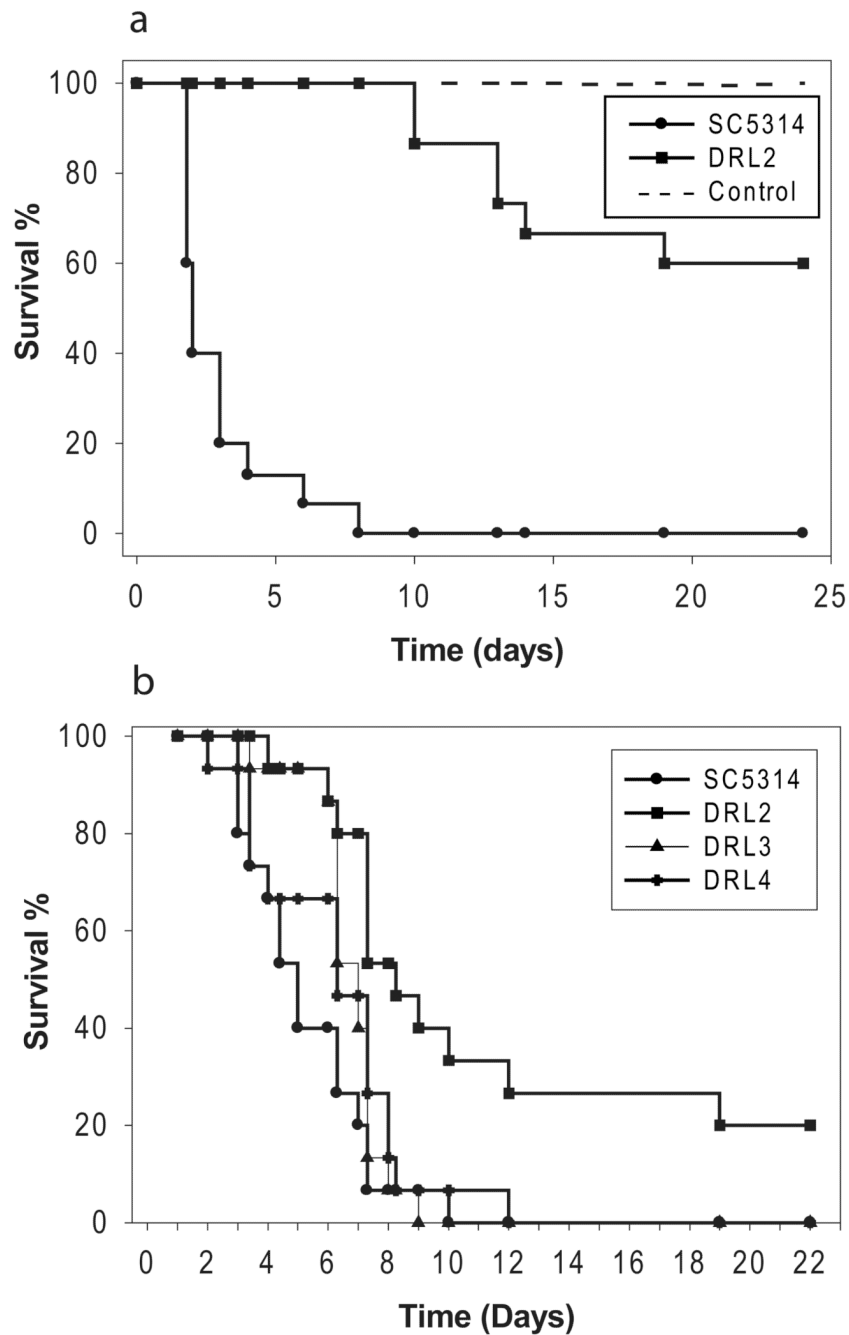 a
100
80
60
40
20
0
Survival %
SC5314
DRL2
Control
0 5 10 15 20 25
Time (days)
b
100
80
60
40
20
0
Survival %
SC5314
DRL2
DRL3
DRL4
0 2 4 6 8 10 12 14 16 18 20 22
Time (Days)